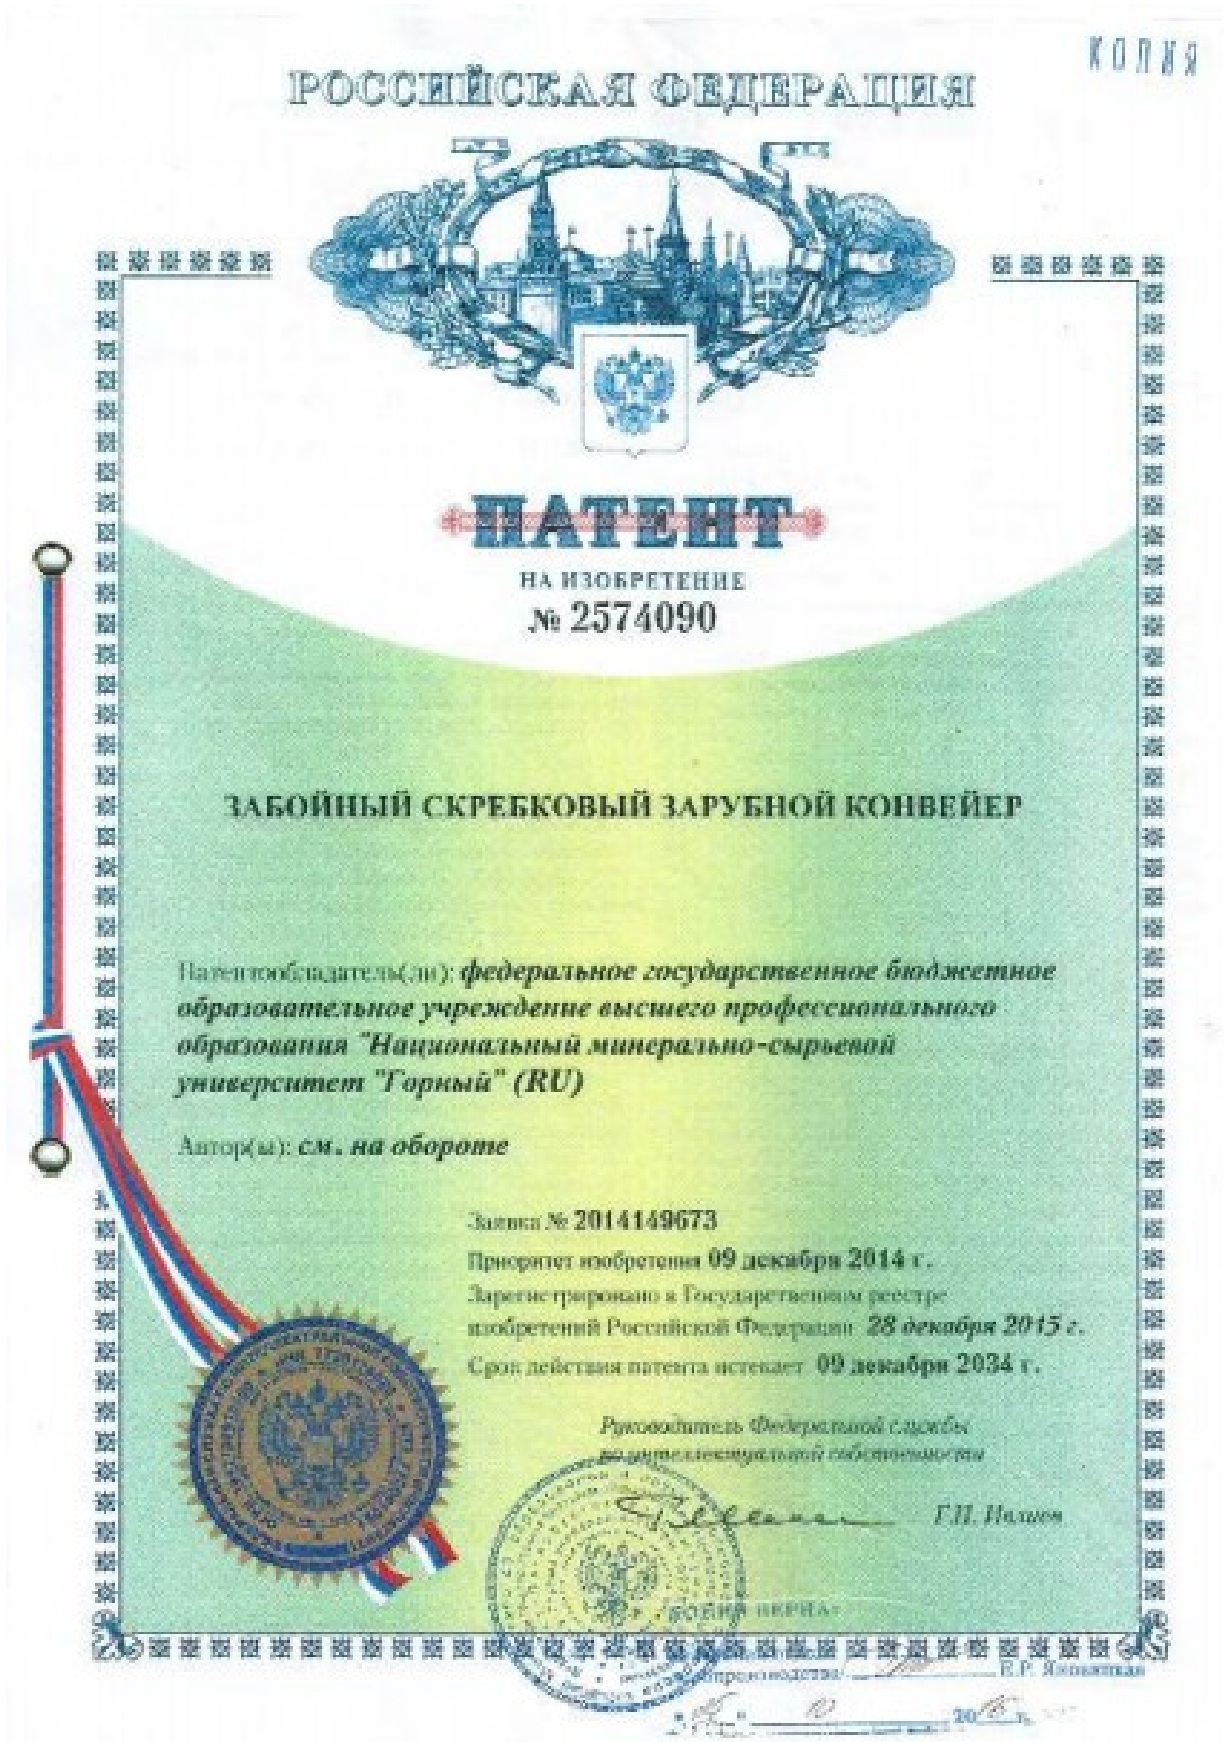 КОПИЯ
РОССИЙСКАЯ ФЕДЕРАЦИЯ
ПАТЕНТ
НА ИЗОБРЕТЕНИЕ
№ 2574090
ЗАБОЙНЫЙ СКРЕБКОВЫЙ ЗАРУБНОЙ КОНВЕЙЕР
Патентообладатель(ли): федеральное государственное бюджетное
образовательное учреждение высшего профессионального
образования "Национальный минерально-сырьевой
университет "Горный" (RU)
Автор(ы): см. на обороте
Заявка № 2014149673
Приоритет изобретения 09 декабря 2014 г.
Зарегистрировано в Государственном реестре
изобретений Российской Федерации 28 декабря 2015 г.
Срок действия патента истекает 09 декабря 2034 г.
Руководитель Федеральной службы
по интеллектуальной собственности
Г.П. Ивлиев
КОПИЯ ВЕРНА
Е.Р. Яновицкая
20 г.